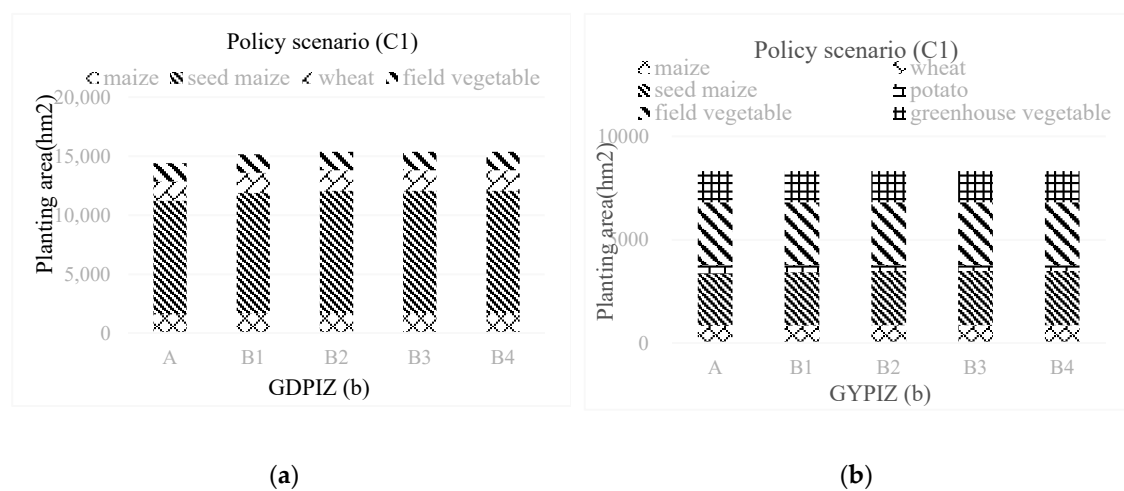 Policy scenario (C1)
maize seed maize wheat field vegetable
20,000
15,000
10,000
5,000
0
Planting area(hm2)
A B1 B2 B3 B4
GDPIZ (b)
(a)
Policy scenario (C1)
maize wheat
seed maize potato
field vegetable greenhouse vegetable
10000
5000
0
Planting area(hm2)
A B1 B2 B3 B4
GYPIZ (b)
(b)